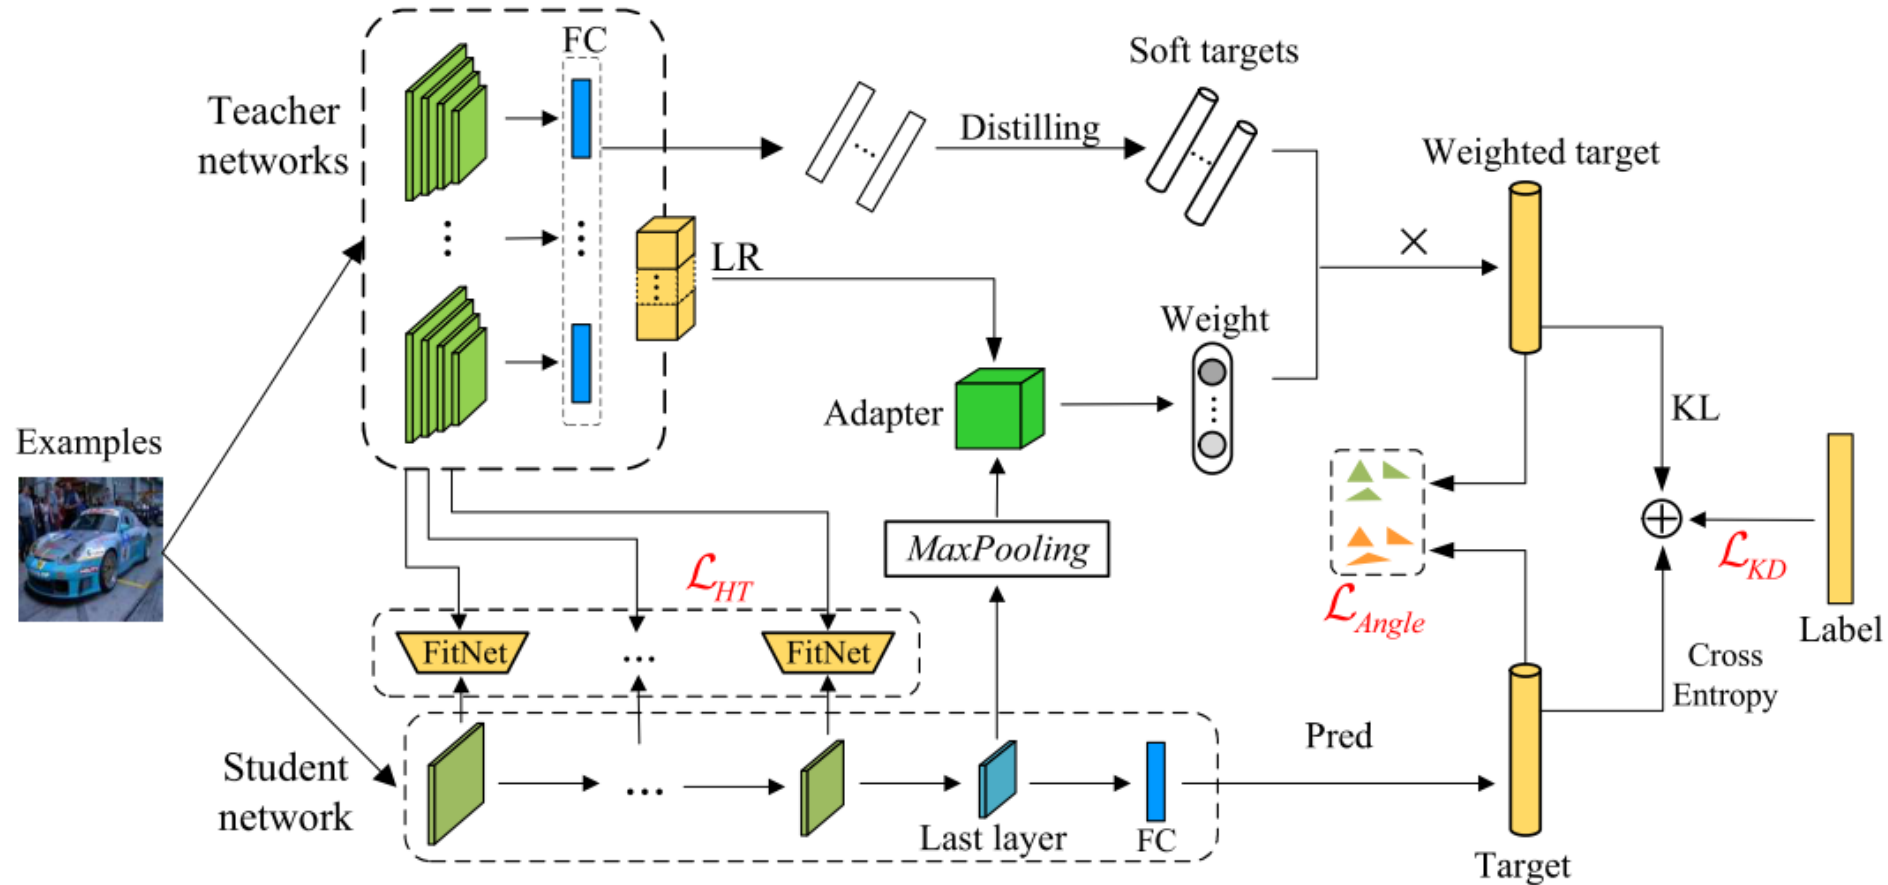 FC
Soft targets
Teacher
networks
Distilling
Weighted target
×
LR
Weight
Adapter
KL
Examples
MaxPooling
ℒHT
ℒKD
ℒAngle
Label
FitNet
...
FitNet
Cross
Entropy
Student
network
...
Pred
Last layer
FC
Target